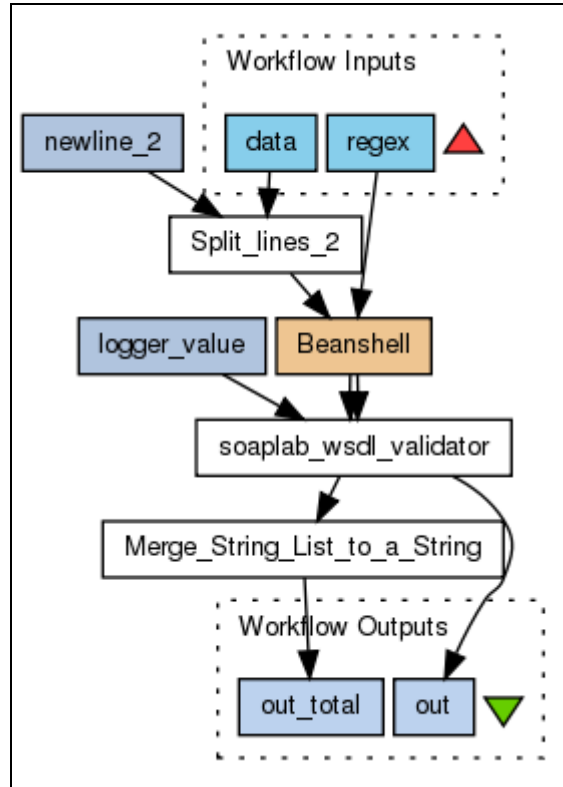 Workflow Inputs
newline_2
data
regex
Split_lines_2
logger_value
Beanshell
soaplab_wsdl_validator
Merge_String_List_to_a_String
Workflow Outputs
out_total
out